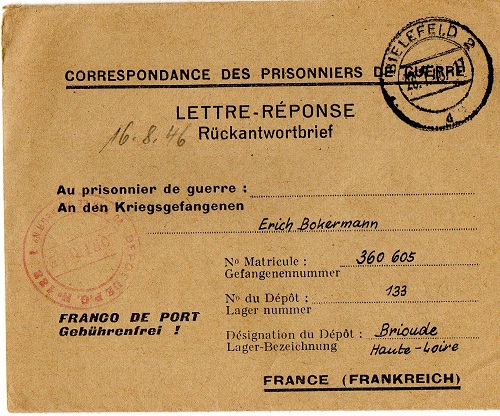 BIELEFELD 2
CORRESPONDANCE DES PRISONNIERS DE GUERRE
LETTRE-RÉPONSE
Rückantwortbrief
16.8.46
Au prisonnier de guerre :
An den Kriegsgefangenen
Erich Bokermann
No Matricule : 360 605
Gefangenennummer
No du Dépôt : 133
Lager nummer
FRANCO DE PORT
Gebührenfrei !
Désignation du Dépôt : Brioude
Lager-Bezeichnung Haute-Loire
FRANCE (FRANKREICH)